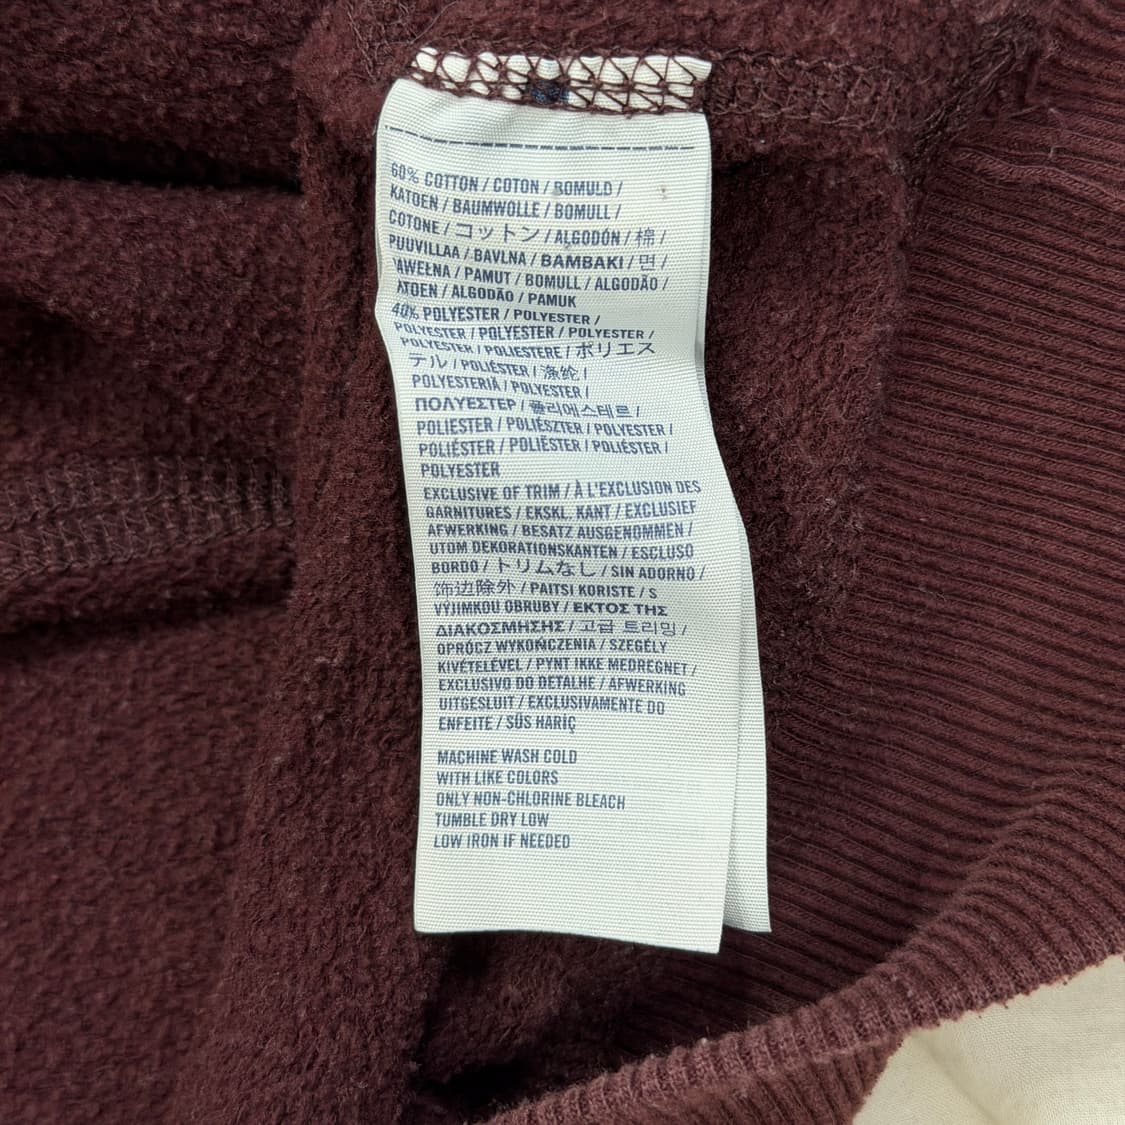 60% COTTON / COTON / BOMULD /
KATOEN / BAUMWOLLE / BOMULL /
COTONE / コットン / ALGODÓN / 棉 /
PUUVILLAA / BAVLNA / BAMBAKI / 면 /
AWEŁNA / PAMUT / BOMULL / ALGODÃO /
ATOEN / ALGODÃO / PAMUK
40% POLYESTER / POLYESTER /
POLYESTER / POLYESTER / POLYESTER /
POLYESTER / POLIESTERE / ポリエス
テル / POLIÉSTER / 涤纶 /
POLYESTERIÄ / POLYESTER /
ΠΟΛΥΕΣΤΕΡ / 폴리에스테르 /
POLIESTER / POLIÉSZTER / POLYESTER /
POLIÉSTER / POLIËSTER / POLIÉSTER /
POLYESTER
EXCLUSIVE OF TRIM / À L'EXCLUSION DES
GARNITURES / EKSKL. KANT / EXCLUSIEF
AFWERKING / BESATZ AUSGENOMMEN /
UTOM DEKORATIONSKANTEN / ESCLUSO
BORDO / トリムなし / SIN ADORNO /
饰边除外 / PAITSI KORISTE / S
VÝJIMKOU OBRUBY / ΕΚΤΟΣ ΤΗΣ
ΔΙΑΚΟΣΜΗΣΗΣ / 고급 트리밍 /
OPRÓCZ WYKOŃCZENIA / SZEGÉLY
KIVÉTELÉVEL / PYNT IKKE MEDREGNET /
EXCLUSIVO DO DETALHE / AFWERKING
UITGESLUIT / EXCLUSIVAMENTE DO
ENFEITE / SÜS HARİÇ
MACHINE WASH COLD
WITH LIKE COLORS
ONLY NON-CHLORINE BLEACH
TUMBLE DRY LOW
LOW IRON IF NEEDED